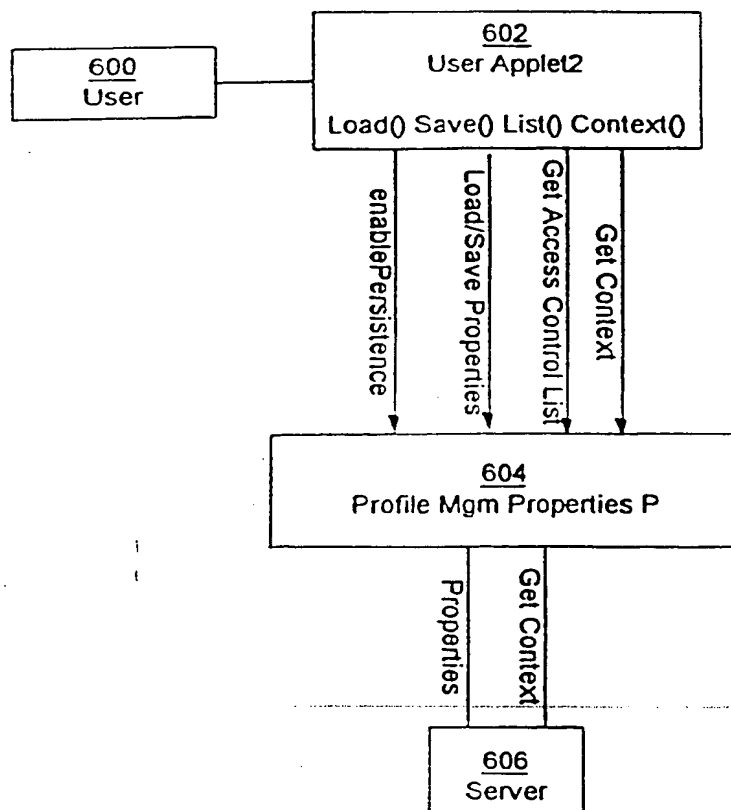 602
User Applet2
Load() Save() List() Context()
600
User
enablePersistence
Load/Save Properties
Get Access Control List
Get Context
604
Profile Mgm Properties P
Properties
Get Context
606
Server